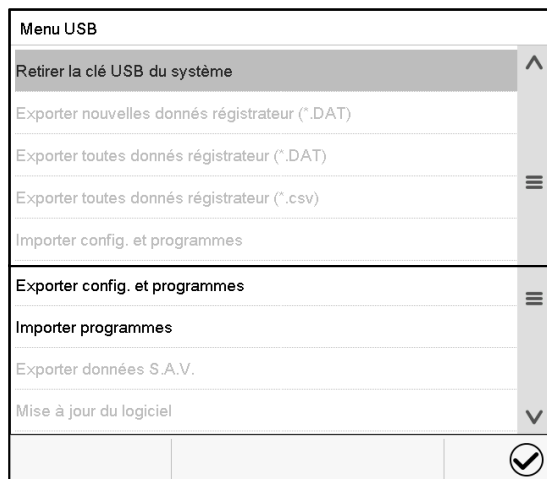 Menu USB
Retirer la clé USB du système
Exporter nouvelles donnés régistrateur (*.DAT)
Exporter toutes donnés régistrateur (*.DAT)
Exporter toutes donnés régistrateur (*.csv)
Importer config. et programmes
Exporter config. et programmes
Importer programmes
Exporter données S.A.V.
Mise à jour du logiciel